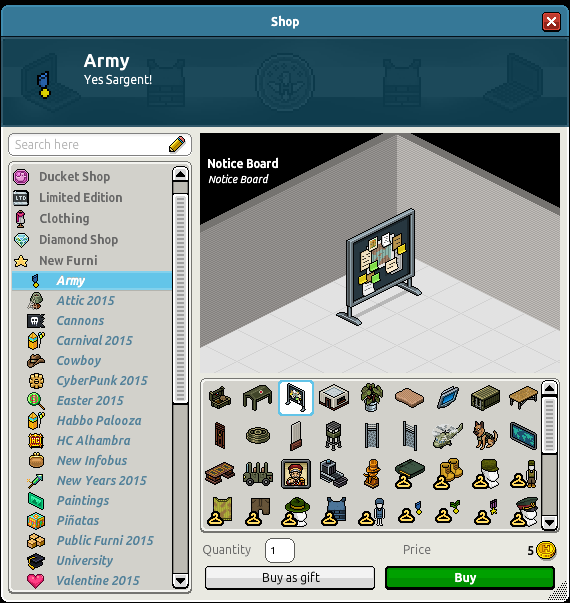 Shop
Army
Yes Sargent!
Search here
Ducket Shop
LTD
Limited Edition
Clothing
Diamond Shop
New Furni
Army
Attic 2015
Cannons
Carnival 2015
Cowboy
CyberPunk 2015
Easter 2015
Habbo Palooza
HC Alhambra
New Infobus
New Years 2015
Paintings
Piñatas
Public Furni 2015
University
Valentine 2015
Notice Board
Notice Board
Quantity 1 Price 5
Buy as gift
Buy